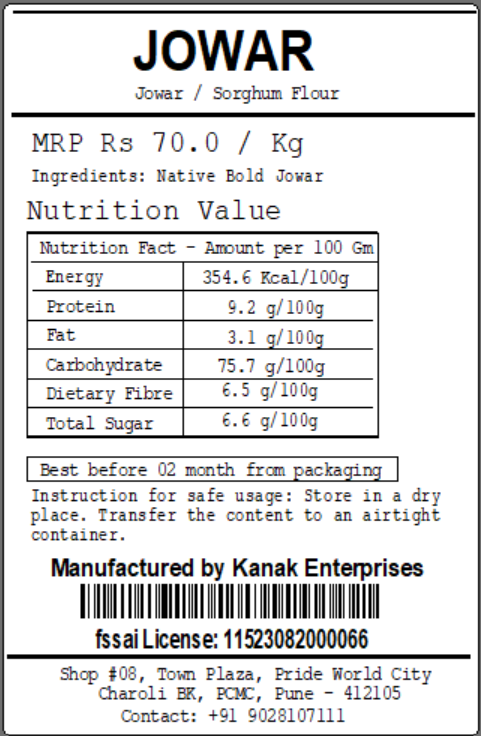 JOWAR
Jowar / Sorghum Flour
MRP Rs 70.0 / Kg
Ingredients: Native Bold Jowar
Nutrition Value
Nutrition Fact - Amount per 100 Gm
Energy 354.6 Kcal/100g
Protein 9.2 g/100g
Fat 3.1 g/100g
Carbohydrate 75.7 g/100g
Dietary Fibre 6.5 g/100g
Total Sugar 6.6 g/100g
Best before 02 month from packaging
Instruction for safe usage: Store in a dry
place. Transfer the content to an airtight
container.
Manufactured by Kanak Enterprises
fssai License: 11523082000066
Shop #08, Town Plaza, Pride World City
Charoli BK, PCMC, Pune - 412105
Contact: +91 9028107111